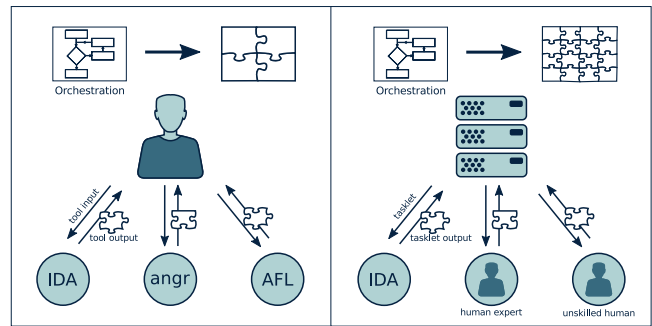 Orchestration
tool input
tool output
IDA
angr
AFL
Orchestration
tasklet
tasklet output
IDA
human expert
unskilled human